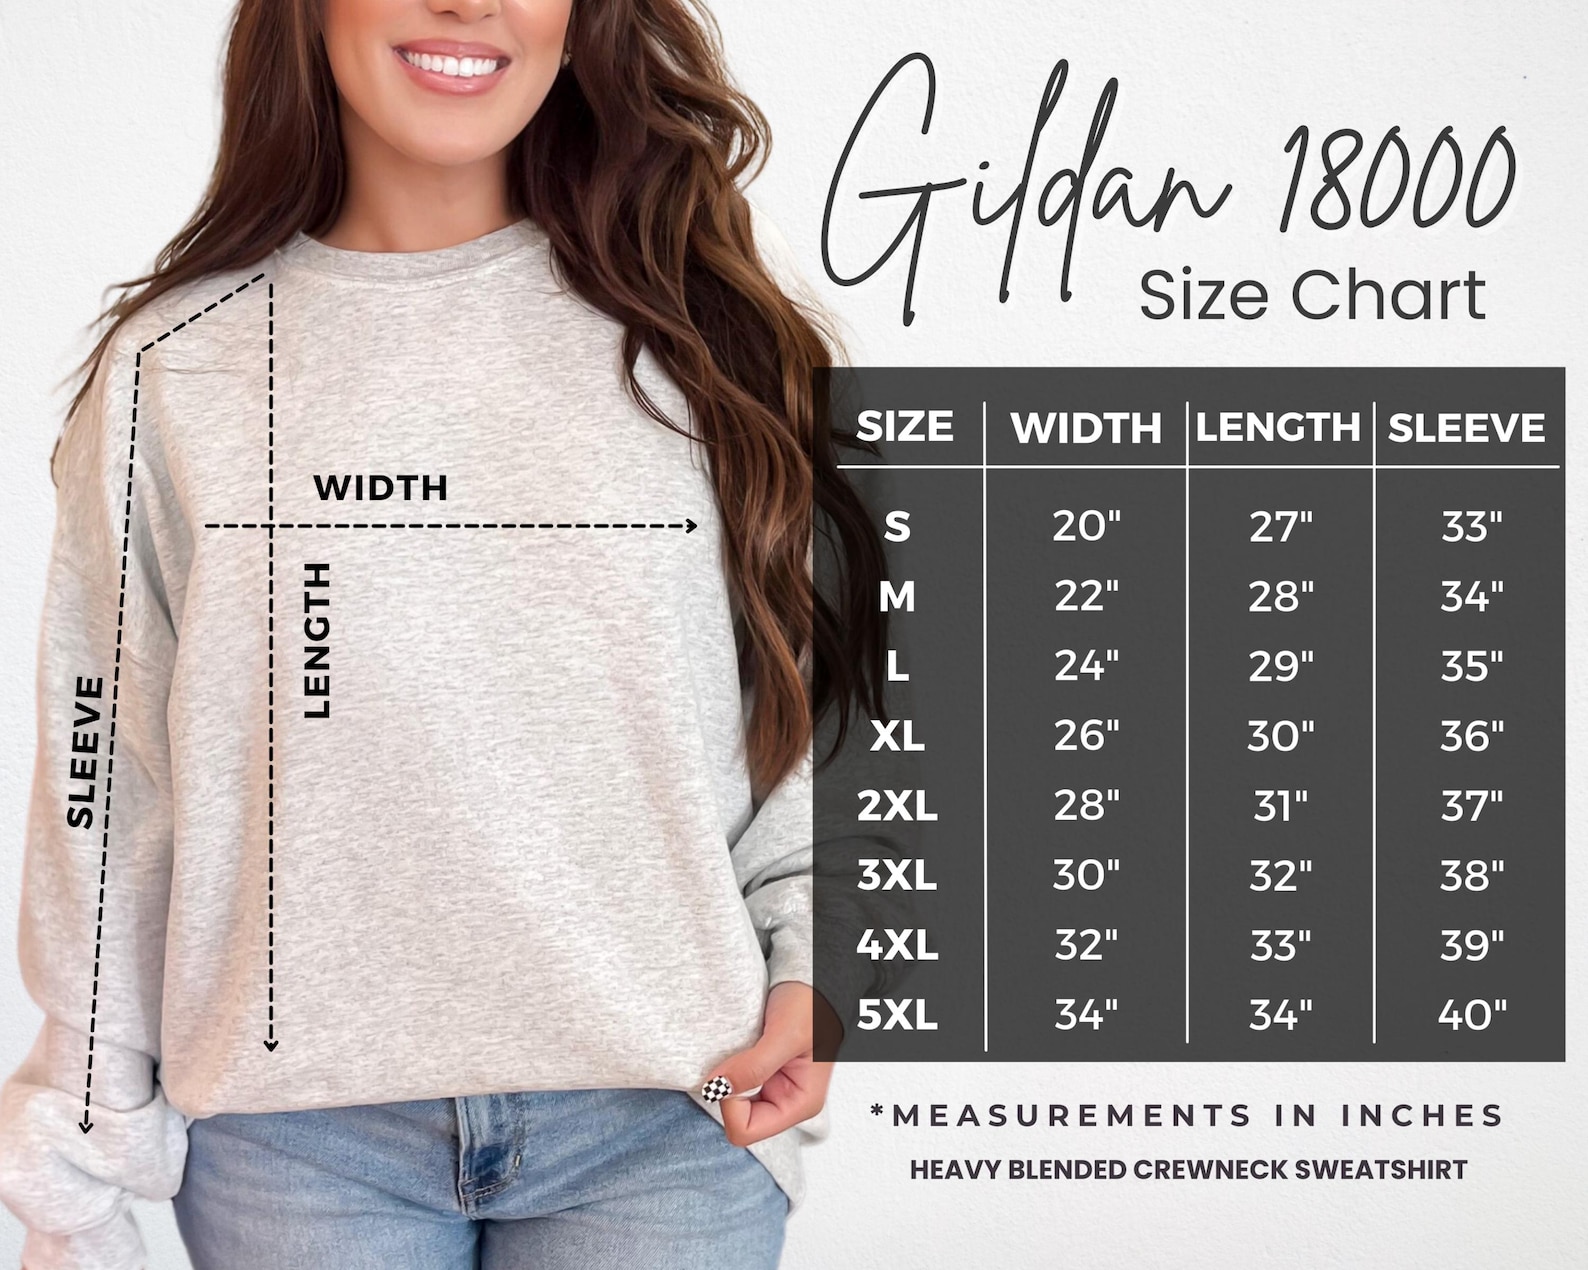 Gildan 18000
Size Chart
SIZE WIDTH LENGTH SLEEVE
S 20" 27" 33"
M 22" 28" 34"
L 24" 29" 35"
XL 26" 30" 36"
2XL 28" 31" 37"
3XL 30" 32" 38"
4XL 32" 33" 39"
5XL 34" 34" 40"
*MEASUREMENTS IN INCHES
HEAVY BLENDED CREWNECK SWEATSHIRT
WIDTH
LENGTH
SLEEVE